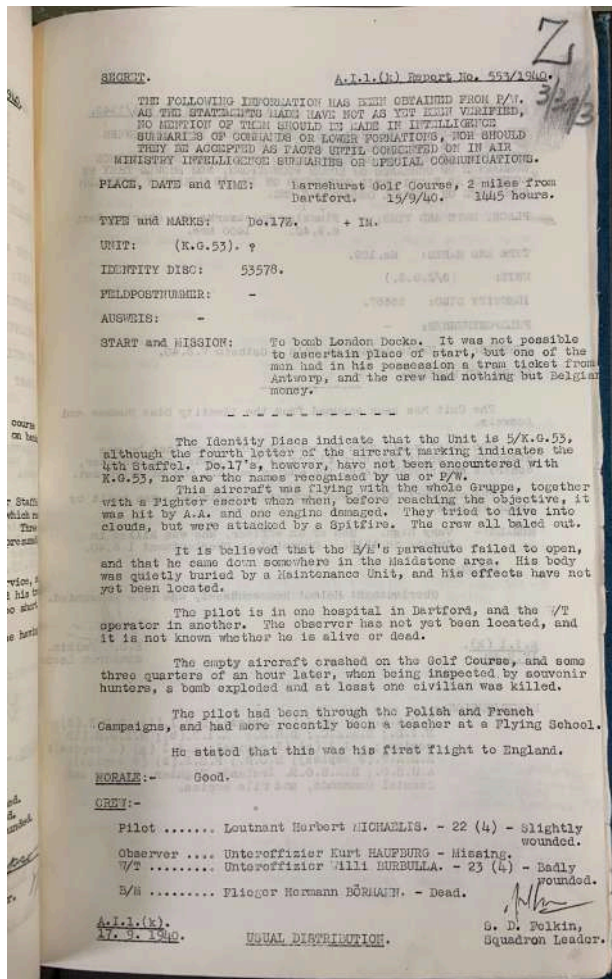 Z
3/3a/3
SECRET. A.I.1.(k) Report No. 553/1940.
THE FOLLOWING INFORMATION HAS BEEN OBTAINED FROM P/W.
AS THE STATEMENTS MADE HAVE NOT AS YET BEEN VERIFIED,
NO MENTION OF THEM SHOULD BE MADE IN INTELLIGENCE
SUMMARIES OF COMMANDS OR LOWER FORMATIONS, NOR SHOULD
THEY BE ACCEPTED AS FACTS UNTIL COMMENTED ON IN AIR
MINISTRY INTELLIGENCE SUMMARIES OR SPECIAL COMMUNICATIONS.
PLACE, DATE and TIME: Barnehurst Golf Course, 2 miles from
Dartford. 15/9/40. 1445 hours.
TYPE and MARKS: Do.17Z. + IM.
UNIT: (K.G.53). ?
IDENTITY DISC: 53578.
FELDPOSTNUMMER: -
AUSWEIS: -
START and MISSION: To bomb London Docks. It was not possible
to ascertain place of start, but one of the
men had in his possession a tram ticket from
Antwerp, and the crew had nothing but Belgian
money.
The Identity Discs indicate that the Unit is 5/K.G.53,
although the fourth letter of the aircraft marking indicates the
4th Staffel. Do.17's, however, have not been encountered with
K.G.53, nor are the names recognised by us or P/W.
This aircraft was flying with the whole Gruppe, together
with a Fighter escort when when, before reaching the objective, it
was hit by A.A. and one engine damaged. They tried to dive into
clouds, but were attacked by a Spitfire. The crew all baled out.
It is believed that the B/M's parachute failed to open,
and that he came down somewhere in the Maidstone area. His body
was quietly buried by a Maintenance Unit, and his effects have not
yet been located.
The pilot is in one hospital in Dartford, and the W/T
operator in another. The observer has not yet been located, and
it is not known whether he is alive or dead.
The empty aircraft crashed on the Golf Course, and some
three quarters of an hour later, when being inspected by souvenir
hunters, a bomb exploded and at least one civilian was killed.
The pilot had been through the Polish and French
Campaigns, and had more recently been a teacher at a Flying School.
He stated that this was his first flight to England.
MORALE:- Good.
CREW:-
Pilot ....... Leutnant Herbert MICHAELIS. - 22 (4) - Slightly
wounded.
Observer .... Unteroffizier Kurt HAUFBURG - Missing.
W/T ........ Unteroffizier Willi BURBULLA. - 23 (4) - Badly
wounded.
B/M ......... Flieger Hermann BÖRMANN. - Dead.
A.I.1.(k).
17. 9. 1940. USUAL DISTRIBUTION.
S. D. Felkin,
Squadron Leader.